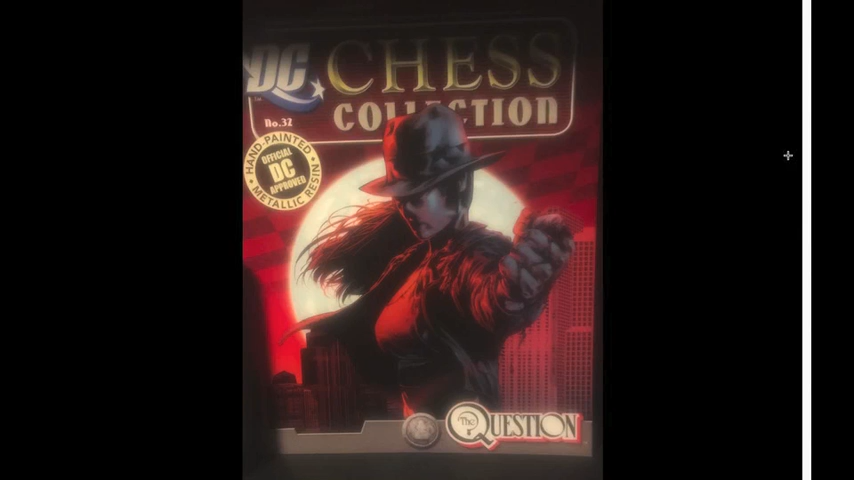 DC
CHESS
COLLECTION
No.32
HAND-PAINTED
OFFICIAL
DC
APPROVED
METALLIC RESIN
The
QUESTION